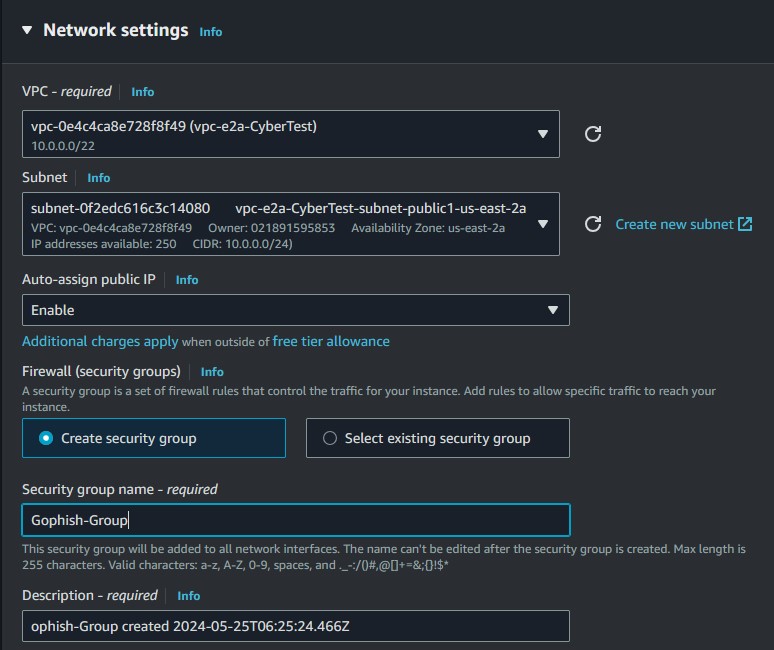 Network settings Info
VPC - required Info
vpc-0e4c4ca8e728f8f49 (vpc-e2a-CyberTest)
10.0.0.0/22
Subnet Info
subnet-0f2edc616c3c14080 vpc-e2a-CyberTest-subnet-public1-us-east-2a
VPC: vpc-0e4c4ca8e728f8f49 Owner: 021891595853 Availability Zone: us-east-2a
IP addresses available: 250 CIDR: 10.0.0.0/24)
Create new subnet
Auto-assign public IP Info
Enable
Additional charges apply when outside of free tier allowance
Firewall (security groups) Info
A security group is a set of firewall rules that control the traffic for your instance. Add rules to allow specific traffic to reach your
instance.
Create security group Select existing security group
Security group name - required
Gophish-Group
This security group will be added to all network interfaces. The name can't be edited after the security group is created. Max length is
255 characters. Valid characters: a-z, A-Z, 0-9, spaces, and ._-:/()#,@[]+=&;{}!$*
Description - required Info
ophish-Group created 2024-05-25T06:25:24.466Z